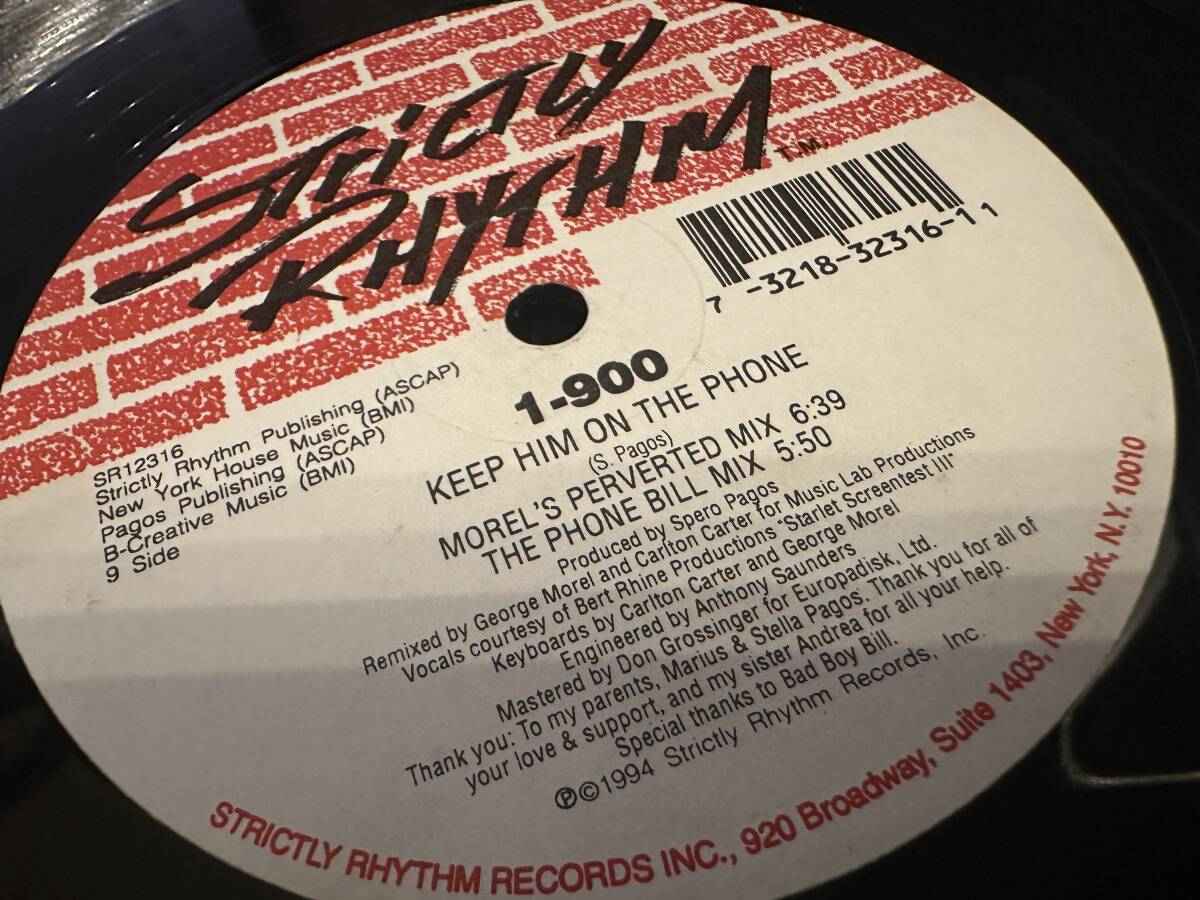 STRICTLY
RHYTHM T.M.
7 -3218-32316-1 1
SR12316
Strictly Rhythm Publishing (ASCAP)
New York House Music (BMI)
Pagos Publishing (ASCAP)
B-Creative Music (BMI)
9 Side
1-900
KEEP HIM ON THE PHONE
(S. Pagos)
MOREL'S PERVERTED MIX 6:39
THE PHONE BILL MIX 5:50
Produced by Spero Pagos
Remixed by George Morel and Carlton Carter for Music Lab Productions
Vocals courtesy of Bert Rhine Productions "Starlet Screentest III"
Keyboards by Carlton Carter and George Morel
Engineered by Anthony Saunders
Mastered by Don Grossinger for Europadisk, Ltd.
Thank you: To my parents, Marius & Stella Pagos. Thank you for all of
your love & support, and my sister Andrea for all your help.
Special thanks to Bad Boy Bill.
℗©1994 Strictly Rhythm Records, Inc.
STRICTLY RHYTHM RECORDS INC., 920 Broadway, Suite 1403, New York, N.Y. 10010